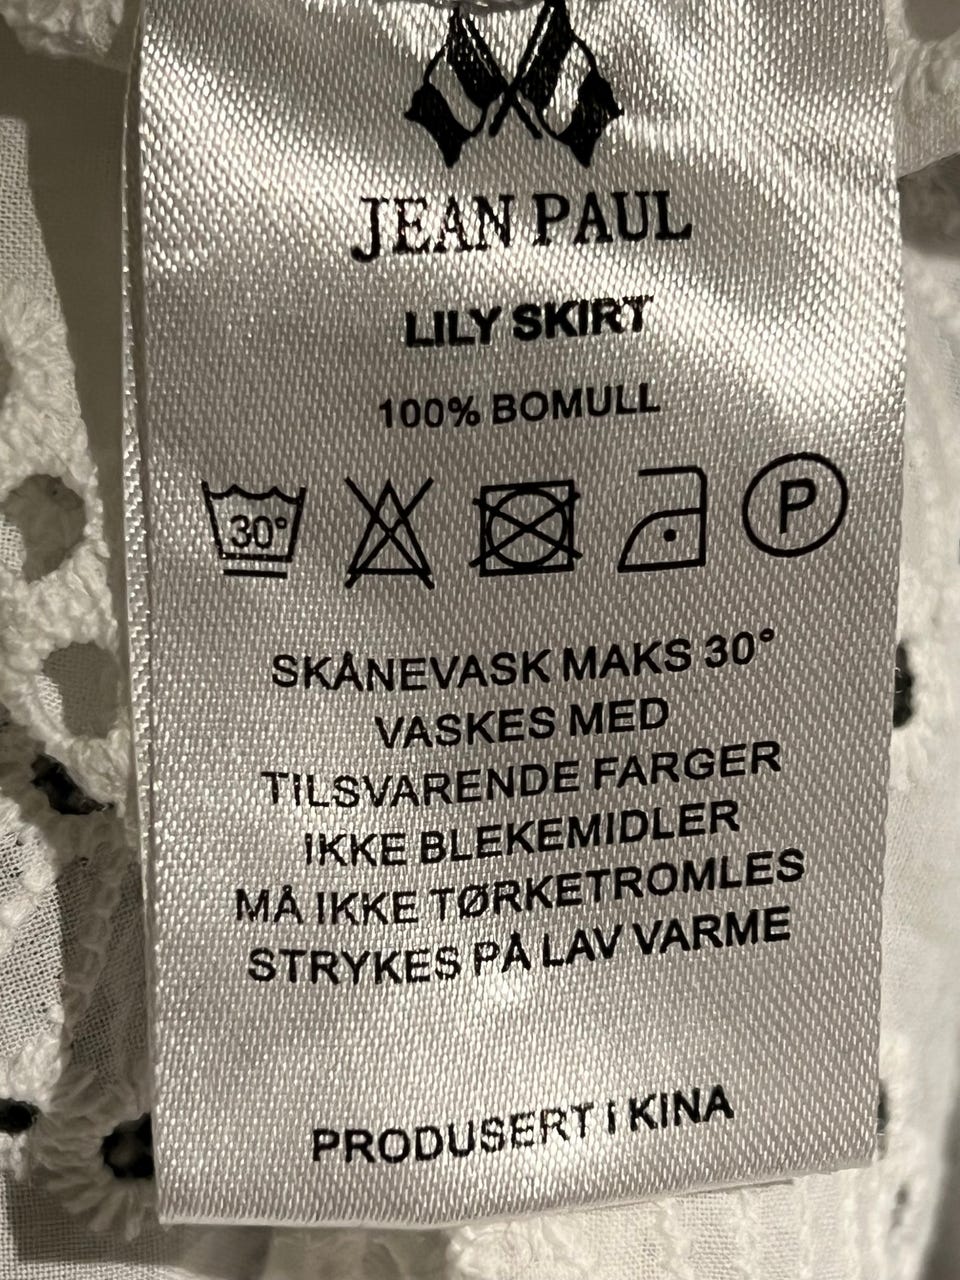 JEAN PAUL
LILY SKIRT
100% BOMULL
30° P
SKÅNEVASK MAKS 30°
VASKES MED
TILSVARENDE FARGER
IKKE BLEKEMIDLER
MÅ IKKE TØRKETROMLES
STRYKES PÅ LAV VARME
PRODUSERT i KINA